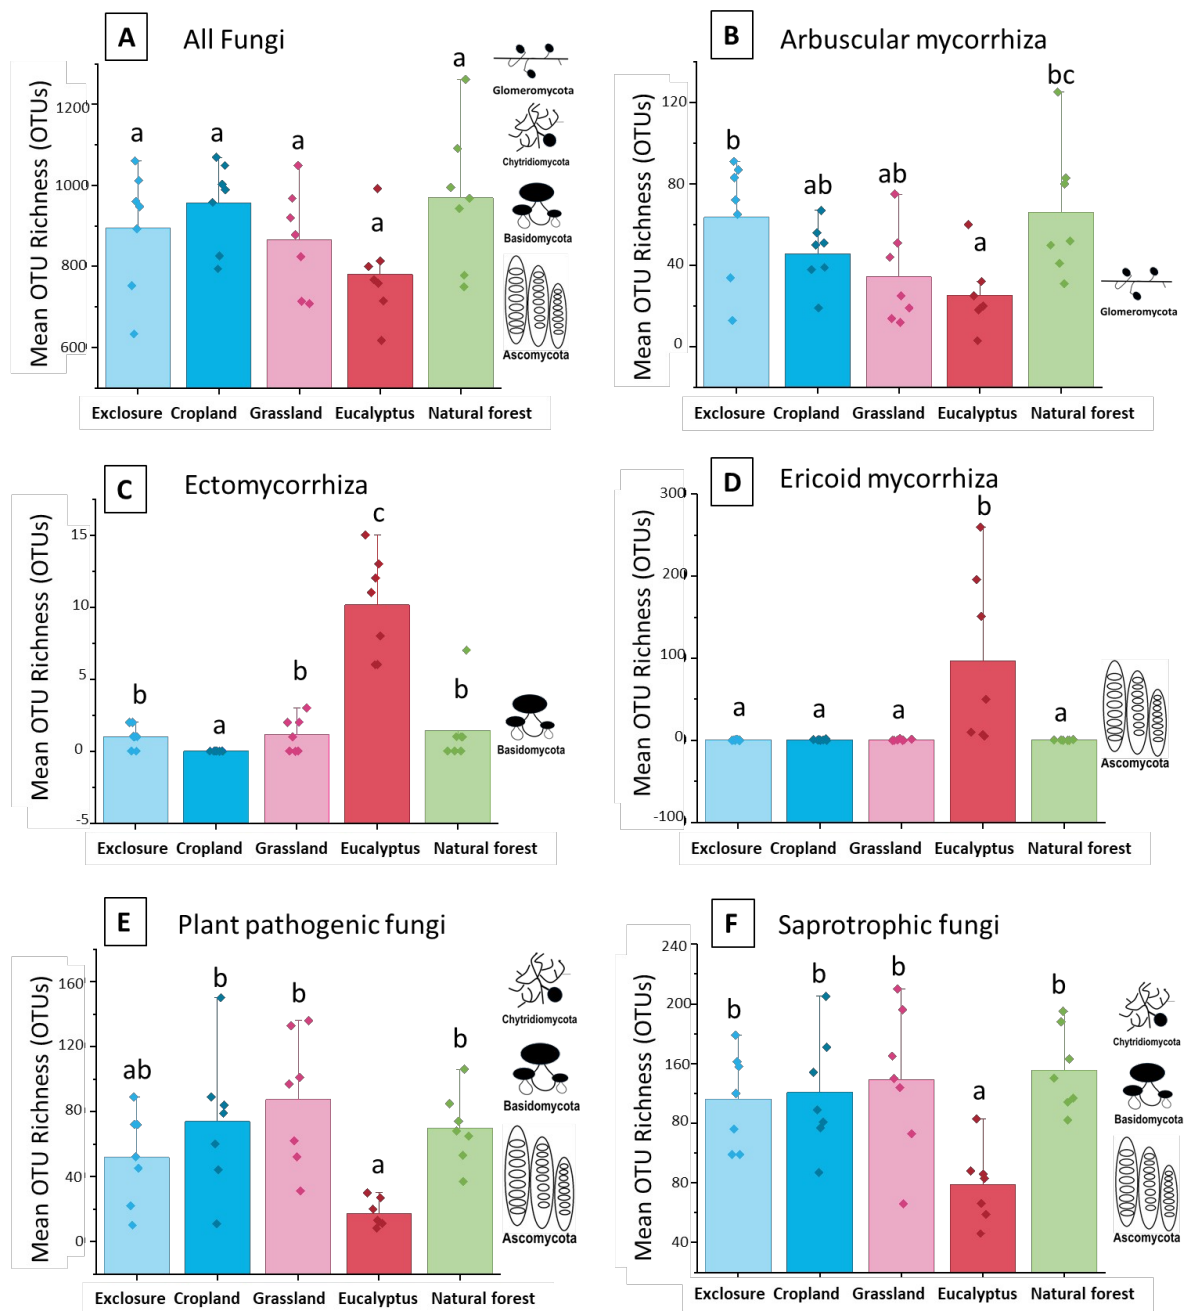 A All Fungi
Mean OTU Richness (OTUs)
1200
1000
800
600
a
a
a
a
a
Exclosure Cropland Grassland Eucalyptus Natural forest
Glomeromycota
Chytridiomycota
Basidomycota
Ascomycota
B Arbuscular mycorrhiza
Mean OTU Richness (OTUs)
120
80
40
0
b
ab
ab
a
bc
Exclosure Cropland Grassland Eucalyptus Natural forest
Glomeromycota
C Ectomycorrhiza
Mean OTU Richness (OTUs)
15
10
5
0
-5
b
a
b
c
b
Exclosure Cropland Grassland Eucalyptus Natural forest
Basidomycota
D Ericoid mycorrhiza
Mean OTU Richness (OTUs)
300
200
100
0
-100
a
a
a
b
a
Exclosure Cropland Grassland Eucalyptus Natural forest
Ascomycota
E Plant pathogenic fungi
Mean OTU Richness (OTUs)
160
120
80
40
0
ab
b
b
a
b
Exclosure Cropland Grassland Eucalyptus Natural forest
Chytridiomycota
Basidomycota
Ascomycota
F Saprotrophic fungi
Mean OTU Richness (OTUs)
240
200
160
80
80
40
b
b
b
a
b
Exclosure Cropland Grassland Eucalyptus Natural forest
Chytridiomycota
Basidomycota
Ascomycota